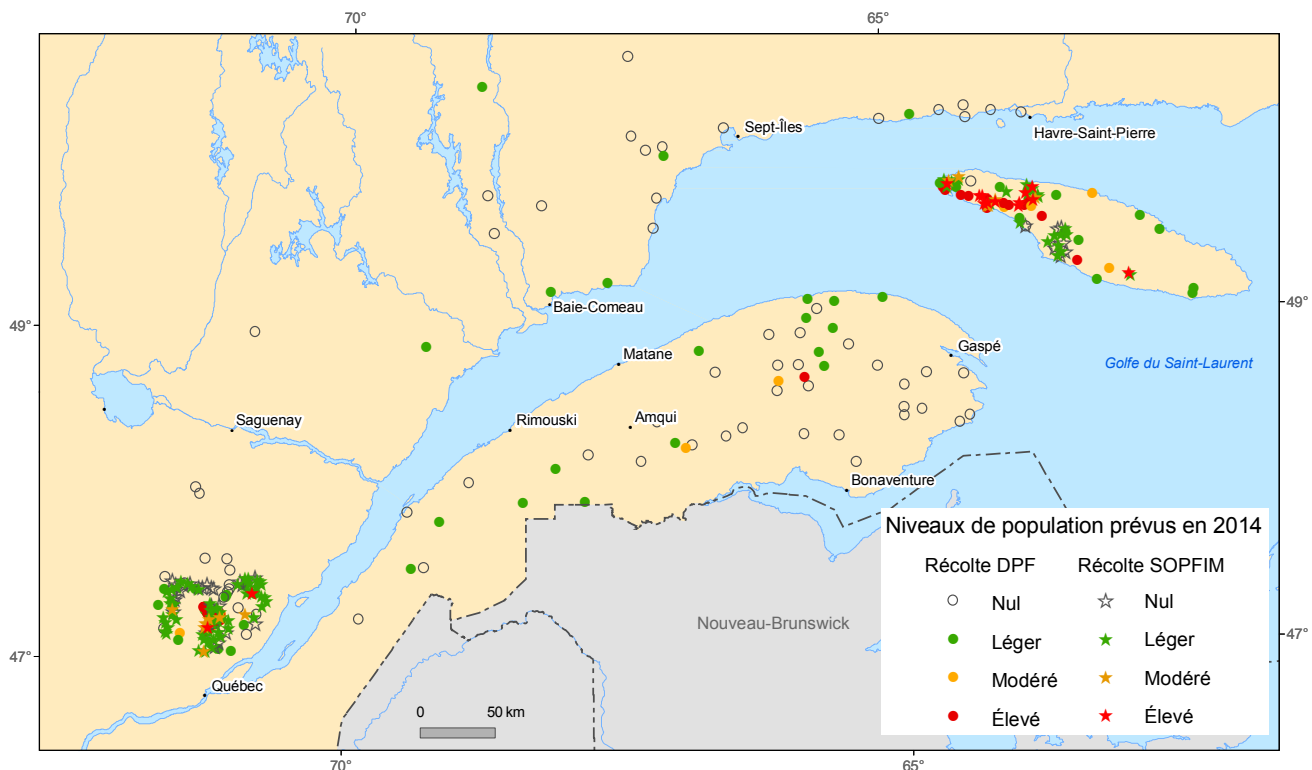 70°
65°
Sept-Îles
Havre-Saint-Pierre
Baie-Comeau
49°
49°
Matane
Gaspé
Golfe du Saint-Laurent
Saguenay
Rimouski
Amqui
Bonaventure
Niveaux de population prévus en 2014
Récolte DPF
Récolte SOPFIM
Nul
Nul
Léger
Léger
Modéré
Modéré
Élevé
Élevé
Nouveau-Brunswick
47°
47°
Québec
0
50 km
70°
65°